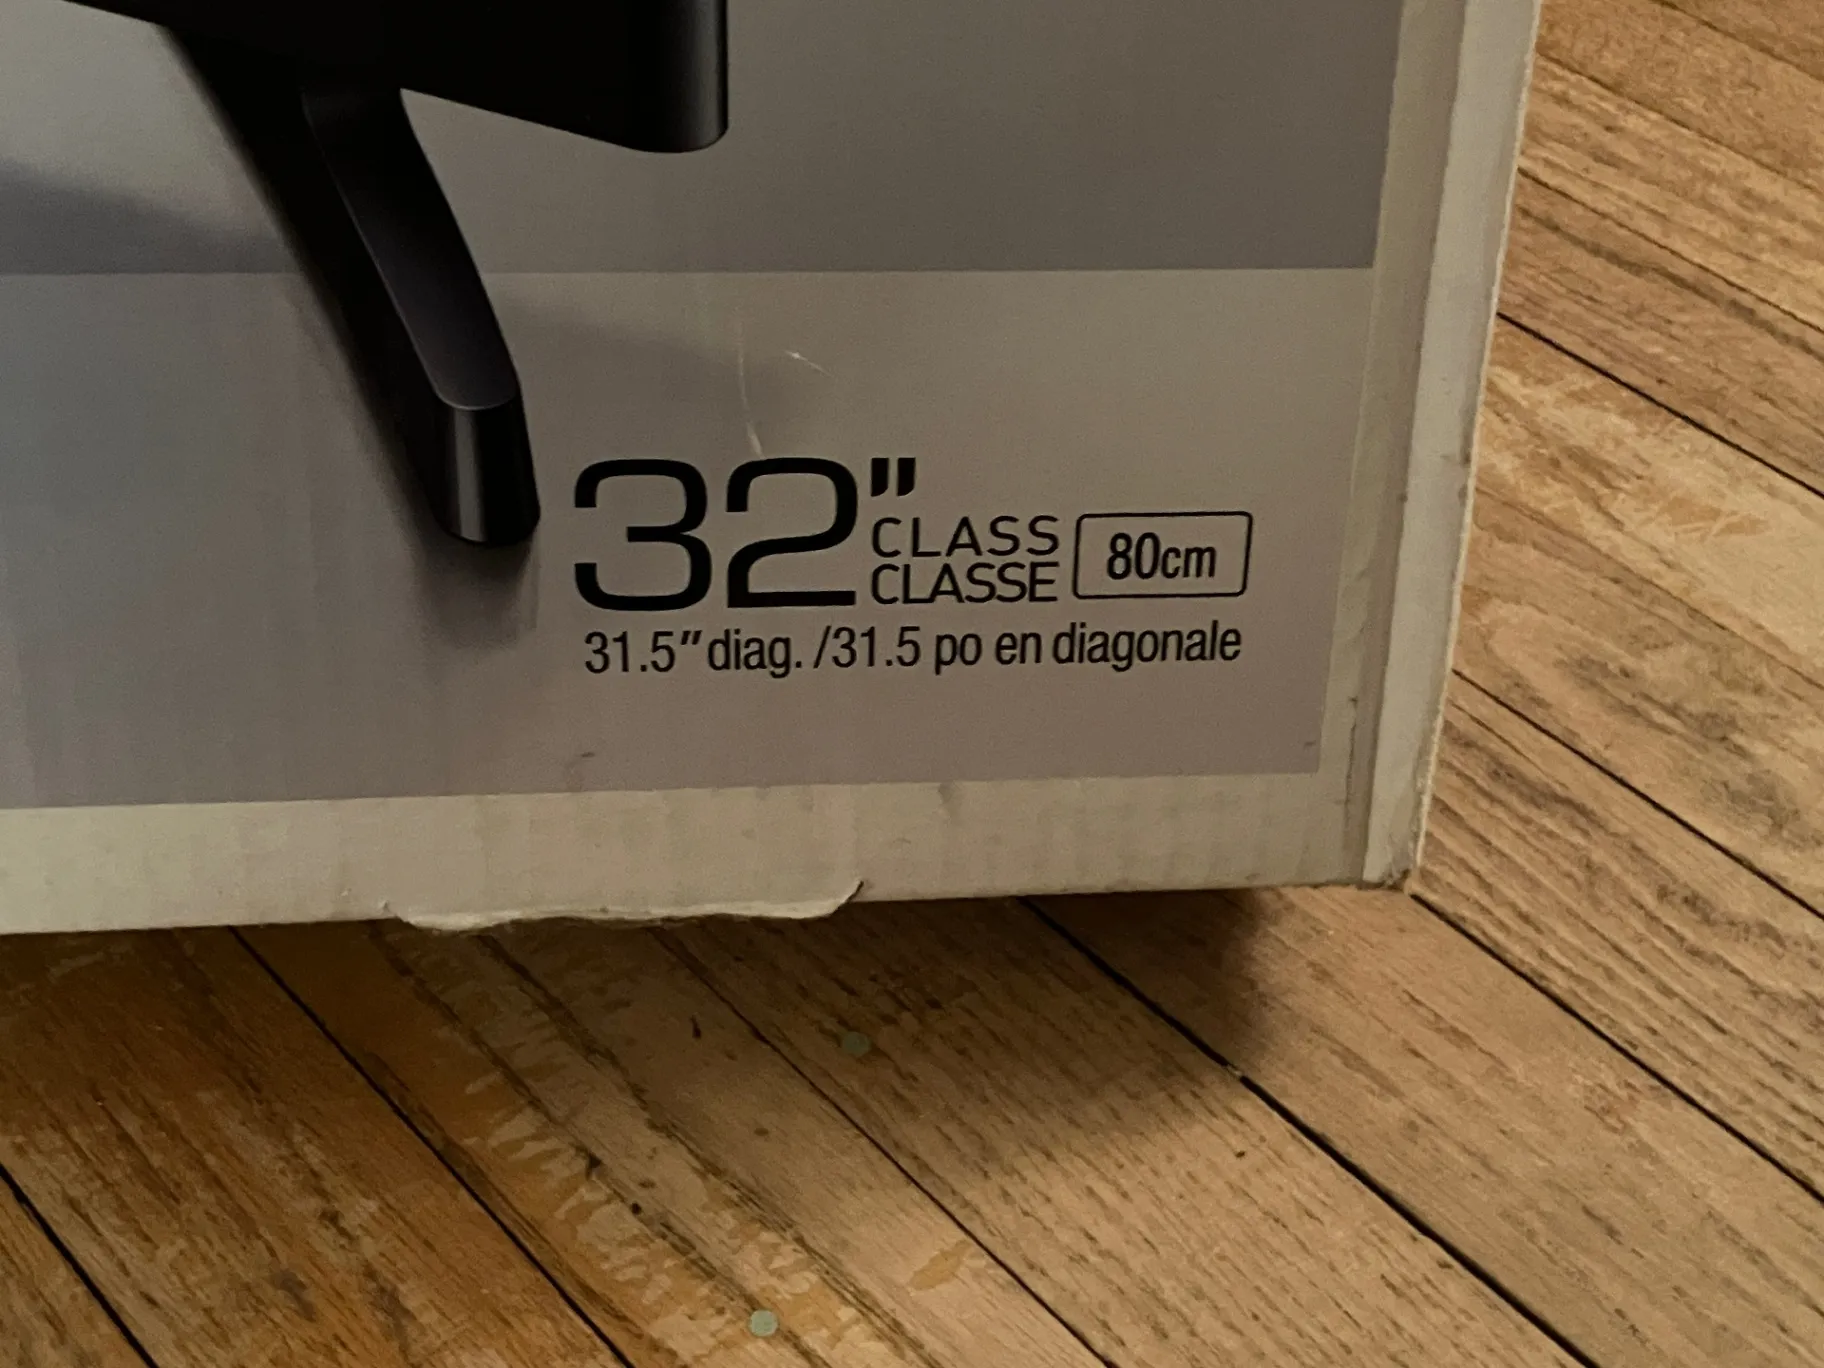 32" CLASS 80cm
CLASSE
31.5" diag. /31.5 po en diagonale